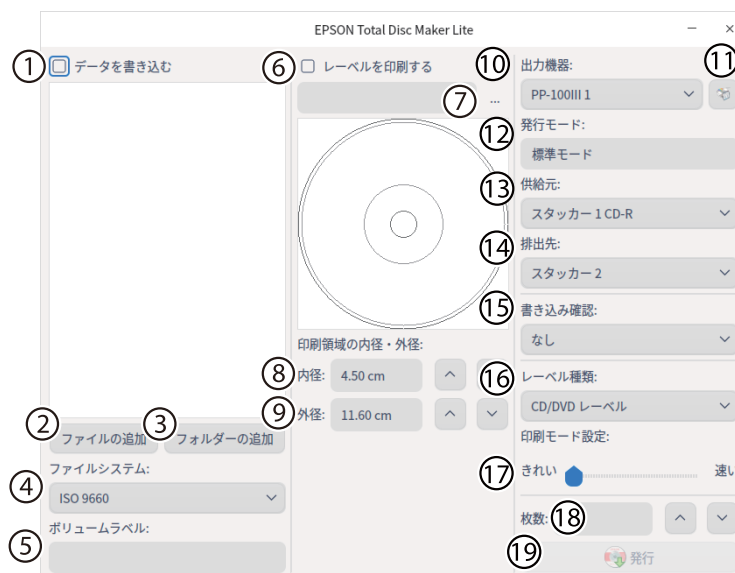 EPSON Total Disc Maker Lite
① データを書き込む
② ファイルの追加
③ フォルダーの追加
ファイルシステム:
④ ISO 9660
ボリュームラベル:
⑤
⑥ レーベルを印刷する
⑦ ...
印刷領域の内径・外径:
⑧ 内径: 4.50 cm
⑨ 外径: 11.60 cm
⑩ 出力機器:
PP-100III 1
⑪
⑫ 発行モード:
標準モード
⑬ 供給元:
スタッカー 1 CD-R
⑭ 排出先:
スタッカー 2
⑮ 書き込み確認:
なし
⑯ レーベル種類:
CD/DVD レーベル
印刷モード設定:
⑰ きれい 速い
枚数: ⑱
⑲ 発行